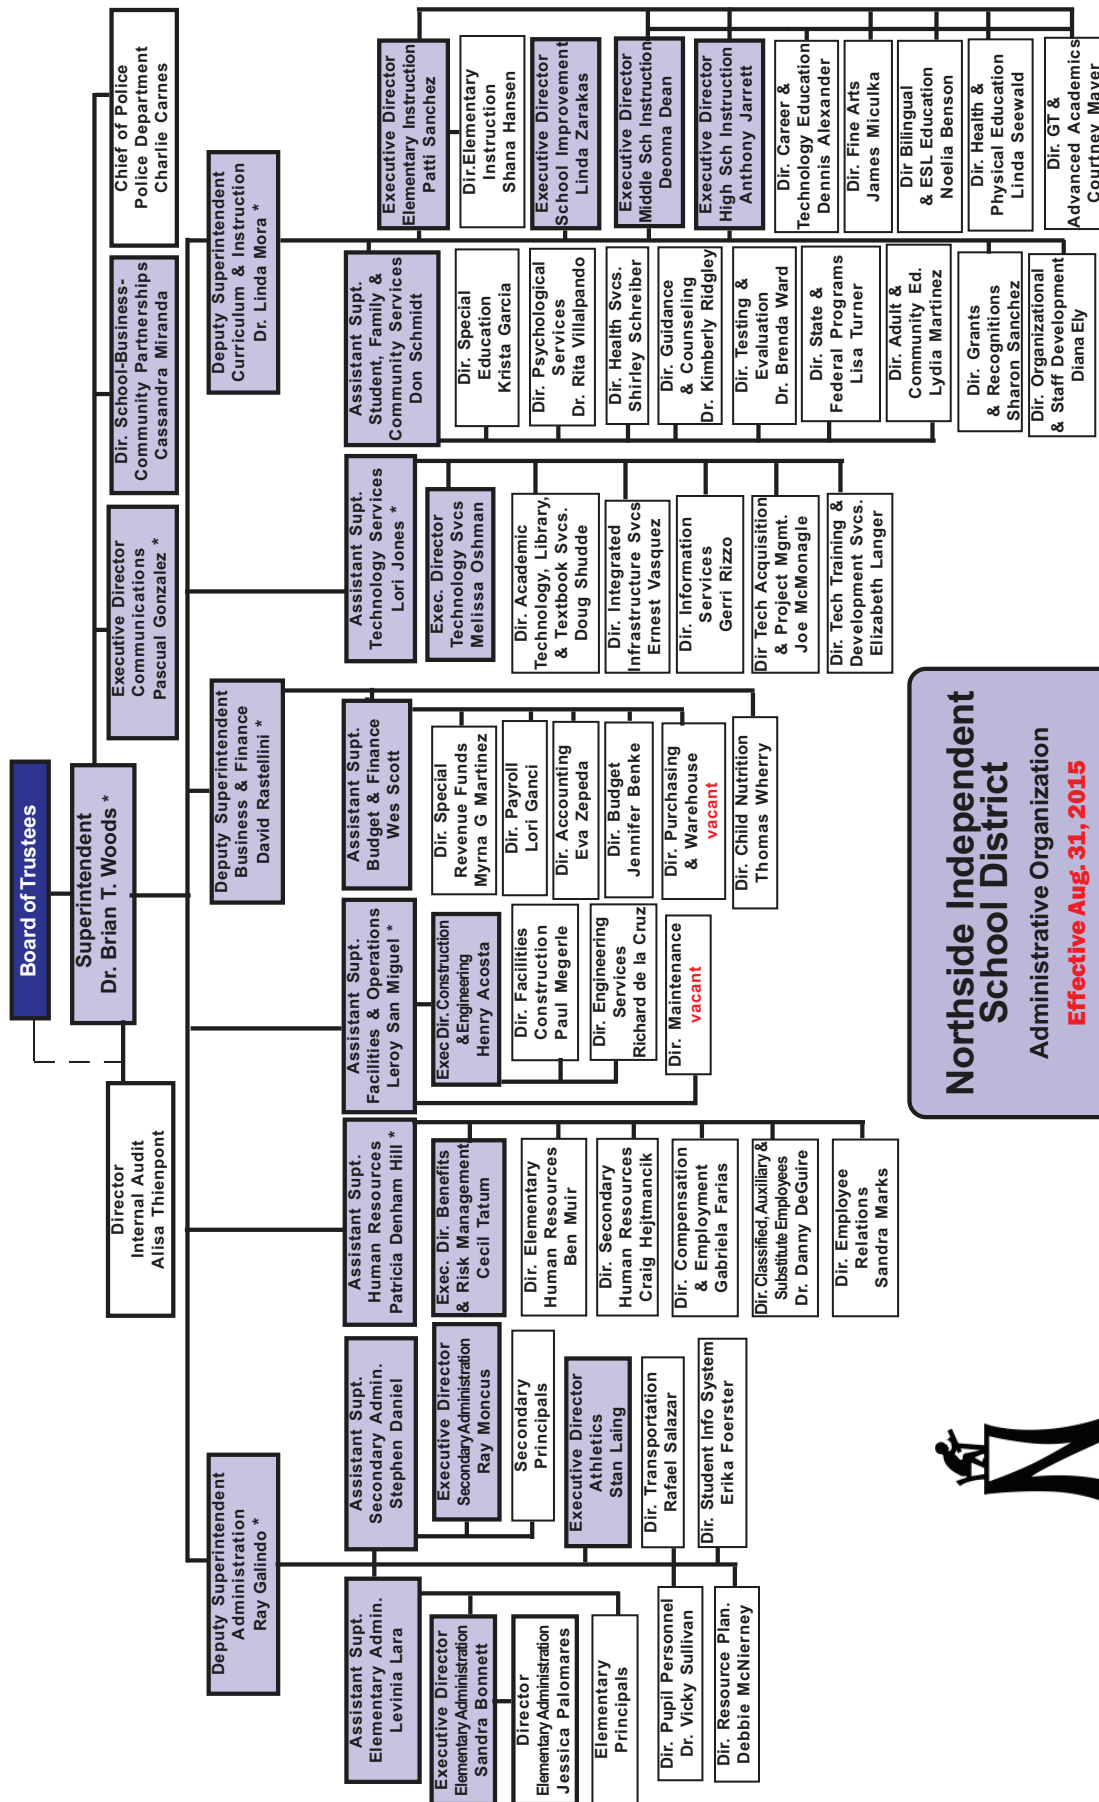 Board of Trustees
Superintendent
Dr. Brian T. Woods *
Director
Internal Audit
Alisa Thienpont
Executive Director
Communications
Pascual Gonzalez *
Dir. School-Business-
Community Partnerships
Cassandra Miranda
Chief of Police
Police Department
Charlie Carnes
Deputy Superintendent
Administration
Ray Galindo *
Deputy Superintendent
Business & Finance
David Rastellini *
Deputy Superintendent
Curriculum & Instruction
Dr. Linda Mora *
Assistant Supt.
Elementary Admin.
Levinia Lara
Executive Director
Elementary Administration
Sandra Bonnett
Director
Elementary Administration
Jessica Palomares
Elementary
Principals
Dir. Pupil Personnel
Dr. Vicky Sullivan
Dir. Resource Plan.
Debbie McNierney
Assistant Supt.
Secondary Admin.
Stephen Daniel
Executive Director
Secondary Administration
Ray Moncus
Secondary
Principals
Executive Director
Athletics
Stan Laing
Dir. Transportation
Rafael Salazar
Dir. Student Info System
Erika Foerster
Assistant Supt.
Human Resources
Patricia Denham Hill *
Exec. Dir. Benefits
& Risk Management
Cecil Tatum
Dir. Elementary
Human Resources
Ben Muir
Dir. Secondary
Human Resources
Craig Hejtmancik
Dir. Compensation
& Employment
Gabriela Farias
Dir. Classified, Auxiliary &
Substitute Employees
Dr. Danny DeGuire
Dir. Employee
Relations
Sandra Marks
Assistant Supt.
Facilities & Operations
Leroy San Miguel *
Exec Dir. Construction
& Engineering
Henry Acosta
Dir. Facilities
Construction
Paul Megerle
Dir. Engineering
Services
Richard de la Cruz
Dir. Maintenance
vacant
Assistant Supt.
Budget & Finance
Wes Scott
Dir. Special
Revenue Funds
Myrna G Martinez
Dir. Payroll
Lori Ganci
Dir. Accounting
Eva Zepeda
Dir. Budget
Jennifer Benke
Dir. Purchasing
& Warehouse
vacant
Dir. Child Nutrition
Thomas Wherry
Assistant Supt.
Technology Services
Lori Jones *
Exec. Director
Technology Svcs
Melissa Oshman
Dir. Academic
Technology, Library,
& Textbook Svcs.
Doug Shudde
Dir. Integrated
Infrastructure Svcs
Ernest Vasquez
Dir. Information
Services
Gerri Rizzo
Dir Tech Acquisition
& Project Mgmt.
Joe McMonagle
Dir. Tech Training &
Development Svcs.
Elizabeth Langer
Assistant Supt.
Student, Family &
Community Services
Don Schmidt
Dir. Special
Education
Krista Garcia
Dir. Psychological
Services
Dr. Rita Villalpando
Dir. Health Svcs.
Shirley Schreiber
Dir. Guidance
& Counseling
Dr. Kimberly Ridgley
Dir. Testing &
Evaluation
Dr. Brenda Ward
Dir. State &
Federal Programs
Lisa Turner
Dir. Adult &
Community Ed.
Lydia Martinez
Dir. Grants
& Recognitions
Sharon Sanchez
Dir. Organizational
& Staff Development
Diana Ely
Executive Director
Elementary Instruction
Patti Sanchez
Dir.Elementary
Instruction
Shana Hansen
Executive Director
School Improvement
Linda Zarakas
Executive Director
Middle Sch Instruction
Deonna Dean
Executive Director
High Sch Instruction
Anthony Jarrett
Dir. Career &
Technology Education
Dennis Alexander
Dir. Fine Arts
James Miculka
Dir Bilingual
& ESL Education
Noelia Benson
Dir. Health &
Physical Education
Linda Seewald
Dir. GT &
Advanced Academics
Courtney Mayer
Northside Independent
School District
Administrative Organization
Effective Aug. 31, 2015
N